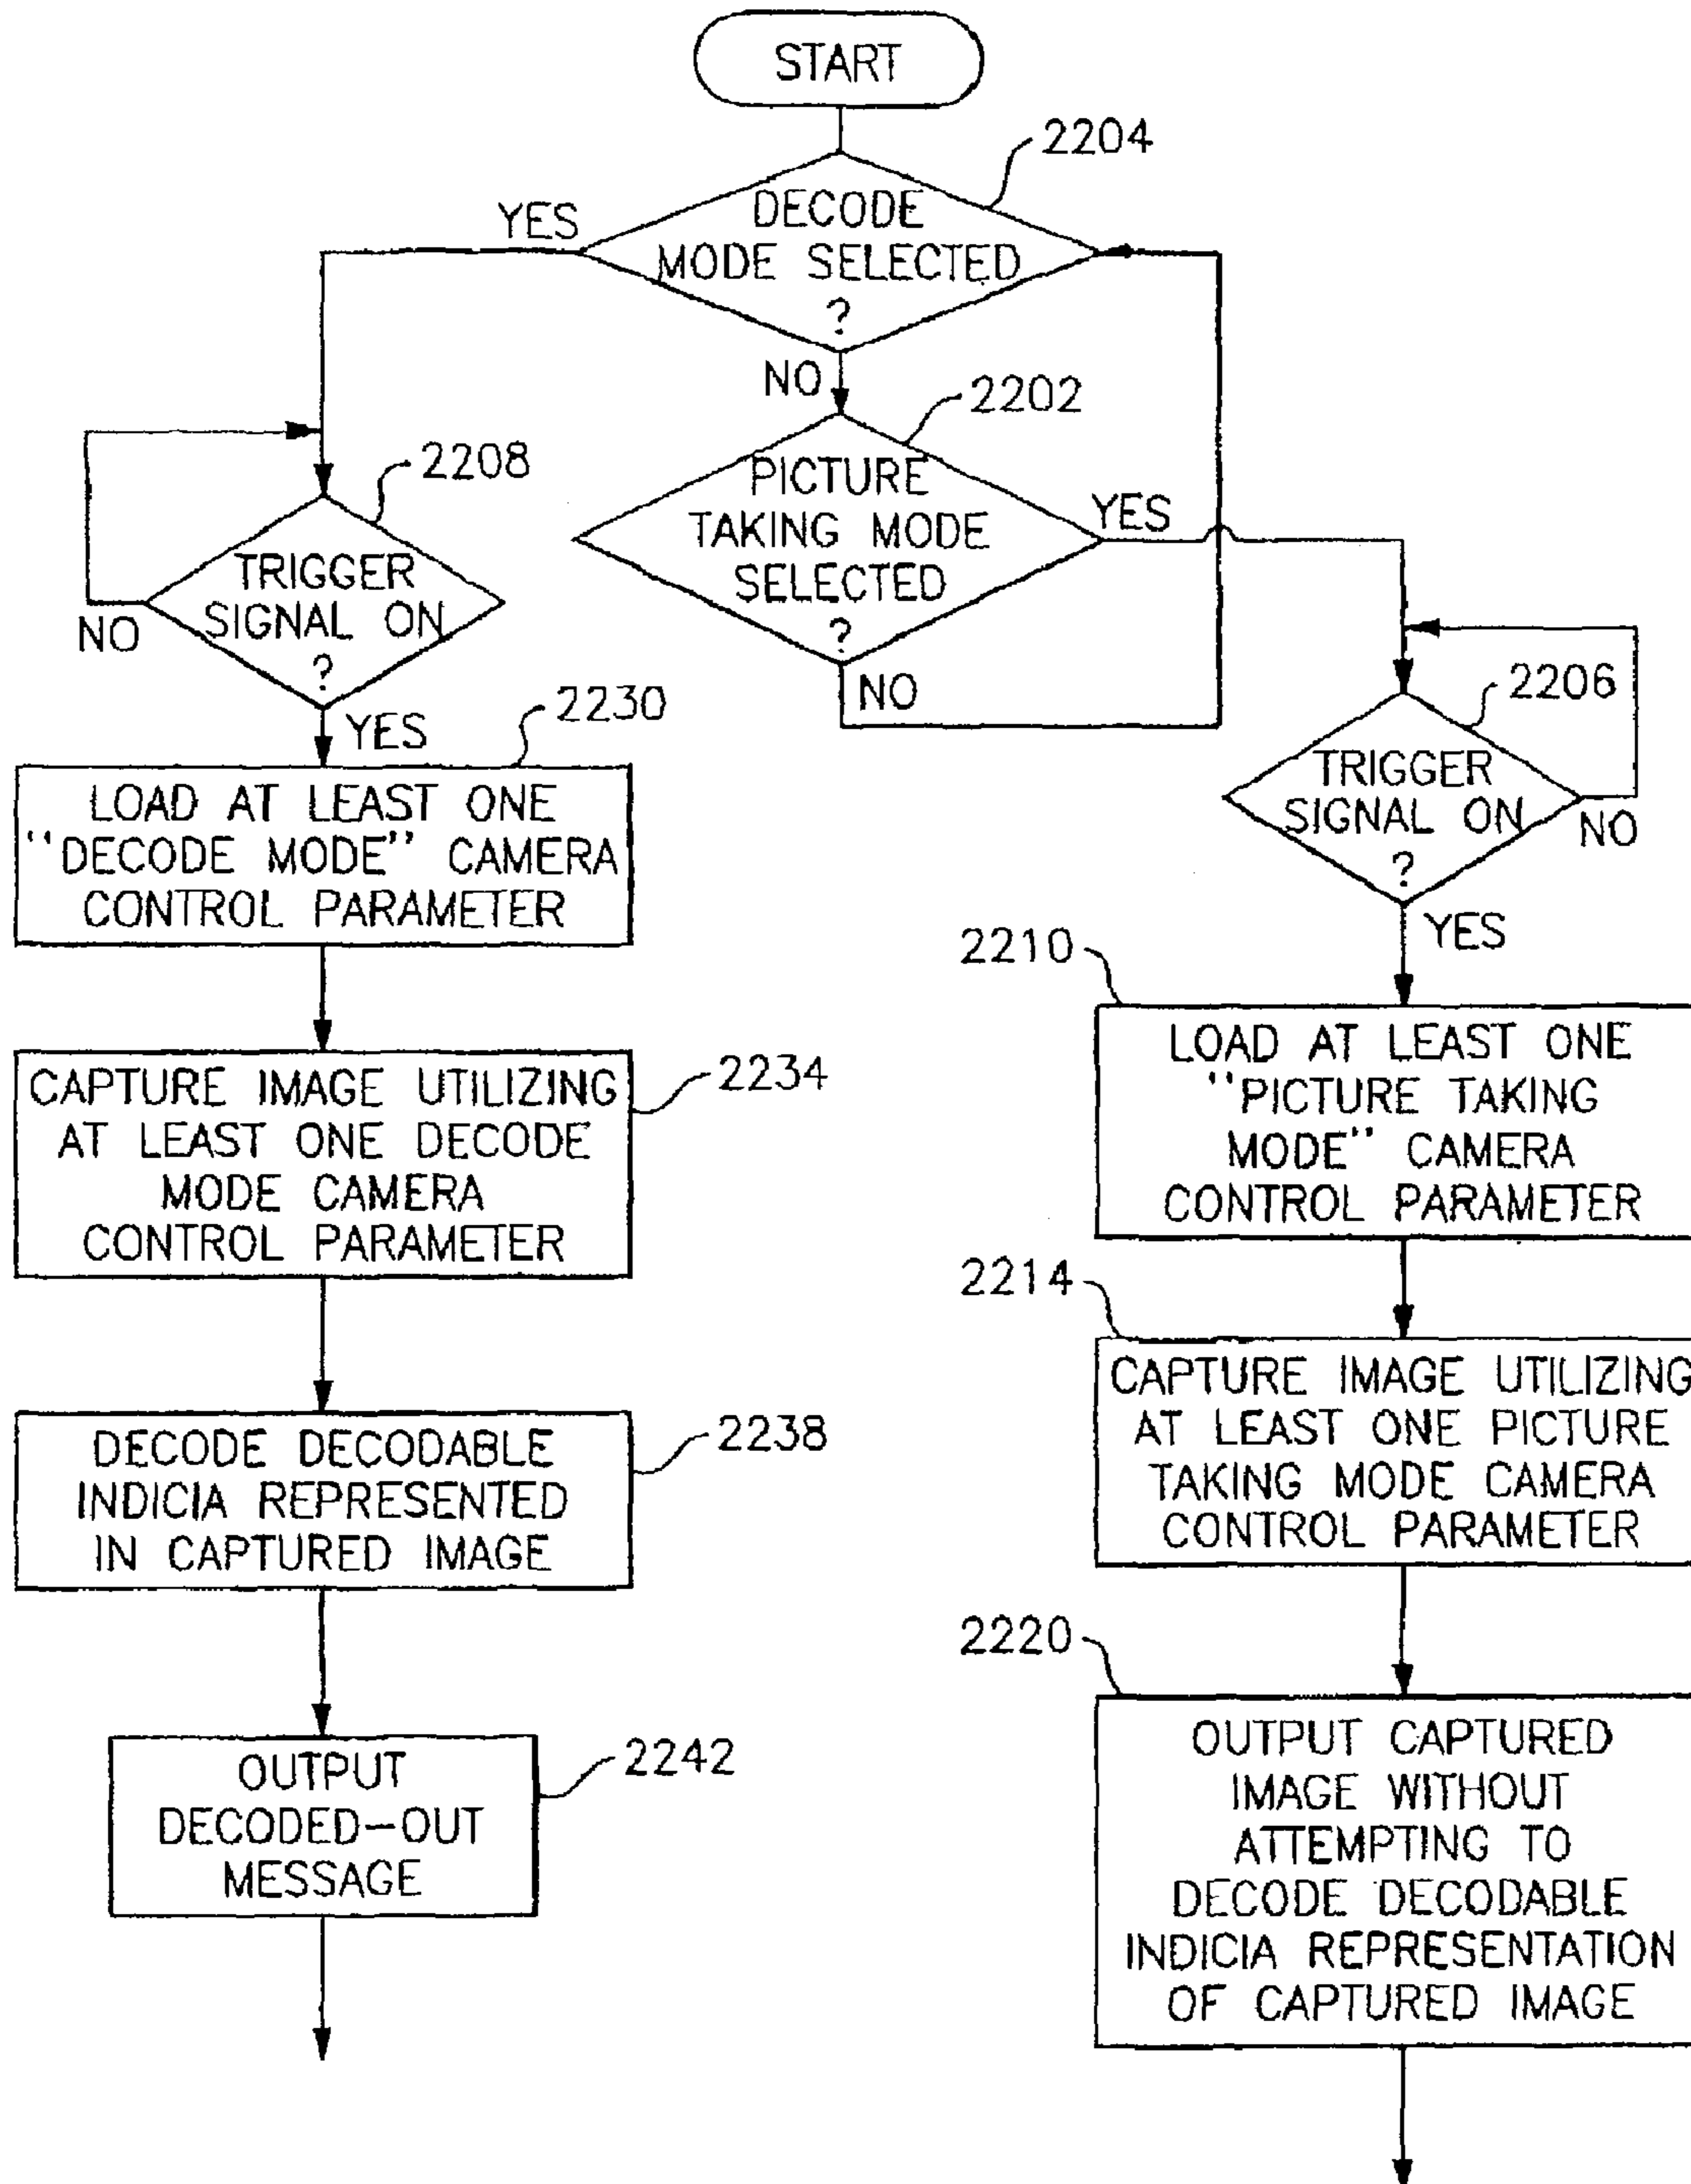 START
2204
DECODE
MODE SELECTED
?
YES
NO
2202
PICTURE
TAKING MODE
SELECTED
?
YES
NO
2208
TRIGGER
SIGNAL ON
?
NO
YES
2206
TRIGGER
SIGNAL ON
?
NO
YES
2230
LOAD AT LEAST ONE
"DECODE MODE" CAMERA
CONTROL PARAMETER
2234
CAPTURE IMAGE UTILIZING
AT LEAST ONE DECODE
MODE CAMERA
CONTROL PARAMETER
2238
DECODE DECODABLE
INDICIA REPRESENTED
IN CAPTURED IMAGE
2242
OUTPUT
DECODED-OUT
MESSAGE
2210
LOAD AT LEAST ONE
"PICTURE TAKING
MODE" CAMERA
CONTROL PARAMETER
2214
CAPTURE IMAGE UTILIZING
AT LEAST ONE PICTURE
TAKING MODE CAMERA
CONTROL PARAMETER
2220
OUTPUT CAPTURED
IMAGE WITHOUT
ATTEMPTING TO
DECODE DECODABLE
INDICIA REPRESENTATION
OF CAPTURED IMAGE